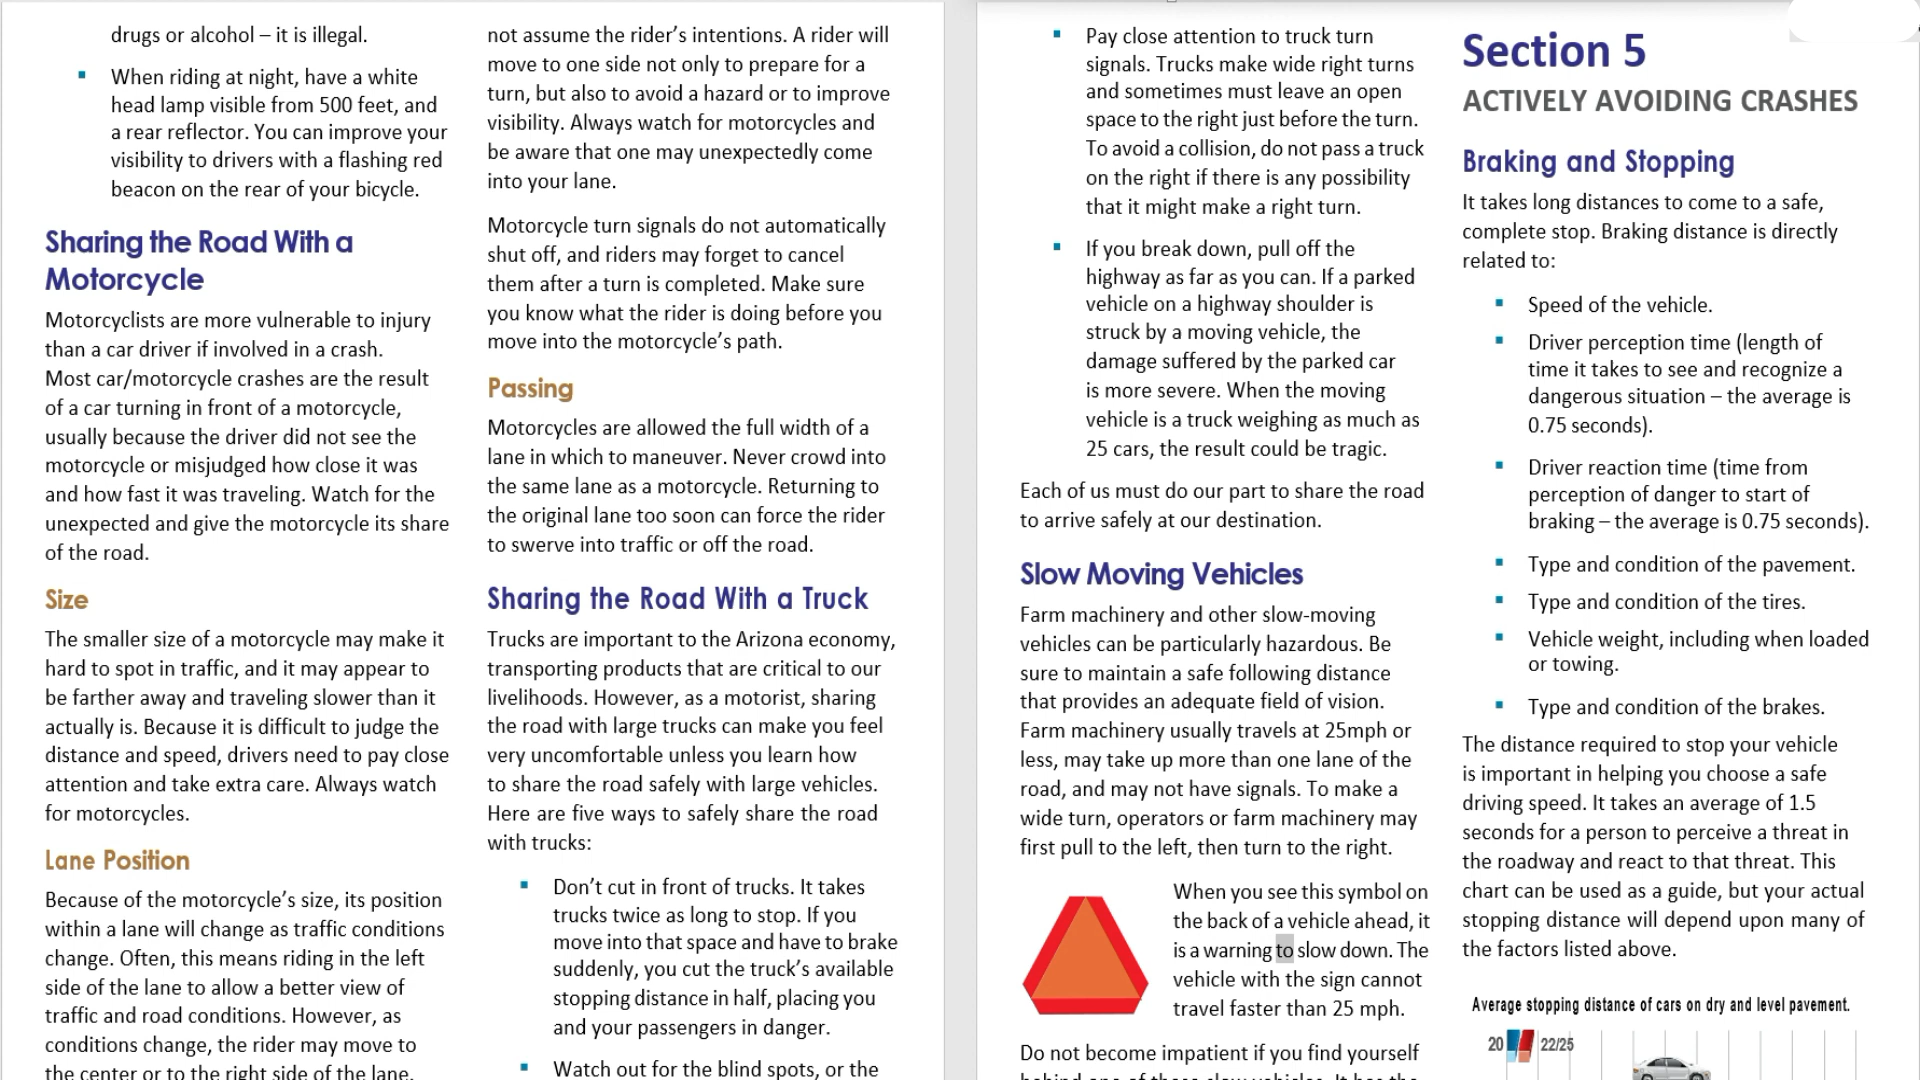 drugs or alcohol – it is illegal.
When riding at night, have a white
head lamp visible from 500 feet, and
a rear reflector. You can improve your
visibility to drivers with a flashing red
beacon on the rear of your bicycle.
Sharing the Road With a
Motorcycle
Motorcyclists are more vulnerable to injury
than a car driver if involved in a crash.
Most car/motorcycle crashes are the result
of a car turning in front of a motorcycle,
usually because the driver did not see the
motorcycle or misjudged how close it was
and how fast it was traveling. Watch for the
unexpected and give the motorcycle its share
of the road.
Size
The smaller size of a motorcycle may make it
hard to spot in traffic, and it may appear to
be farther away and traveling slower than it
actually is. Because it is difficult to judge the
distance and speed, drivers need to pay close
attention and take extra care. Always watch
for motorcycles.
Lane Position
Because of the motorcycle’s size, its position
within a lane will change as traffic conditions
change. Often, this means riding in the left
side of the lane to allow a better view of
traffic and road conditions. However, as
conditions change, the rider may move to
the center or to the right side of the lane.
not assume the rider’s intentions. A rider will
move to one side not only to prepare for a
turn, but also to avoid a hazard or to improve
visibility. Always watch for motorcycles and
be aware that one may unexpectedly come
into your lane.
Motorcycle turn signals do not automatically
shut off, and riders may forget to cancel
them after a turn is completed. Make sure
you know what the rider is doing before you
move into the motorcycle’s path.
Passing
Motorcycles are allowed the full width of a
lane in which to maneuver. Never crowd into
the same lane as a motorcycle. Returning to
the original lane too soon can force the rider
to swerve into traffic or off the road.
Sharing the Road With a Truck
Trucks are important to the Arizona economy,
transporting products that are critical to our
livelihoods. However, as a motorist, sharing
the road with large trucks can make you feel
very uncomfortable unless you learn how
to share the road safely with large vehicles.
Here are five ways to safely share the road
with trucks:
Don’t cut in front of trucks. It takes
trucks twice as long to stop. If you
move into that space and have to brake
suddenly, you cut the truck’s available
stopping distance in half, placing you
and your passengers in danger.
Watch out for the blind spots, or the
Pay close attention to truck turn
signals. Trucks make wide right turns
and sometimes must leave an open
space to the right just before the turn.
To avoid a collision, do not pass a truck
on the right if there is any possibility
that it might make a right turn.
If you break down, pull off the
highway as far as you can. If a parked
vehicle on a highway shoulder is
struck by a moving vehicle, the
damage suffered by the parked car
is more severe. When the moving
vehicle is a truck weighing as much as
25 cars, the result could be tragic.
Each of us must do our part to share the road
to arrive safely at our destination.
Slow Moving Vehicles
Farm machinery and other slow-moving
vehicles can be particularly hazardous. Be
sure to maintain a safe following distance
that provides an adequate field of vision.
Farm machinery usually travels at 25mph or
less, may take up more than one lane of the
road, and may not have signals. To make a
wide turn, operators or farm machinery may
first pull to the left, then turn to the right.
When you see this symbol on
the back of a vehicle ahead, it
is a warning to slow down. The
vehicle with the sign cannot
travel faster than 25 mph.
Do not become impatient if you find yourself
behind one of these slow vehicles. It has the
Section 5
ACTIVELY AVOIDING CRASHES
Braking and Stopping
It takes long distances to come to a safe,
complete stop. Braking distance is directly
related to:
Speed of the vehicle.
Driver perception time (length of
time it takes to see and recognize a
dangerous situation – the average is
0.75 seconds).
Driver reaction time (time from
perception of danger to start of
braking – the average is 0.75 seconds).
Type and condition of the pavement.
Type and condition of the tires.
Vehicle weight, including when loaded
or towing.
Type and condition of the brakes.
The distance required to stop your vehicle
is important in helping you choose a safe
driving speed. It takes an average of 1.5
seconds for a person to perceive a threat in
the roadway and react to that threat. This
chart can be used as a guide, but your actual
stopping distance will depend upon many of
the factors listed above.
Average stopping distance of cars on dry and level pavement.
20 22/25